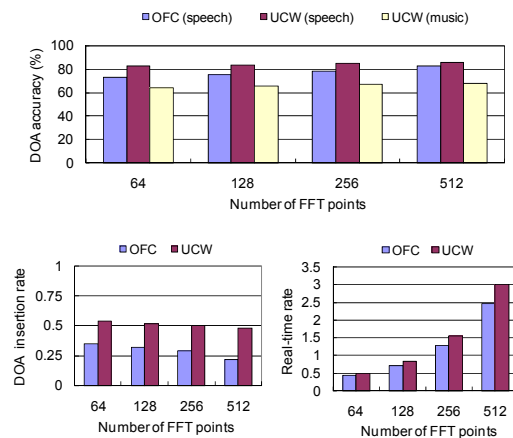 OFC (speech) UCW (speech) UCW (music)
100
80
60
40
20
0
DOA accuracy (%)
64 128 256 512
Number of FFT points
OFC UCW
1
0.75
0.5
0.25
0
DOA insertion rate
64 128 256 512
Number of FFT points
OFC UCW
3.5
3
2.5
2
1.5
1
0.5
0
Real-time rate
64 128 256 512
Number of FFT points